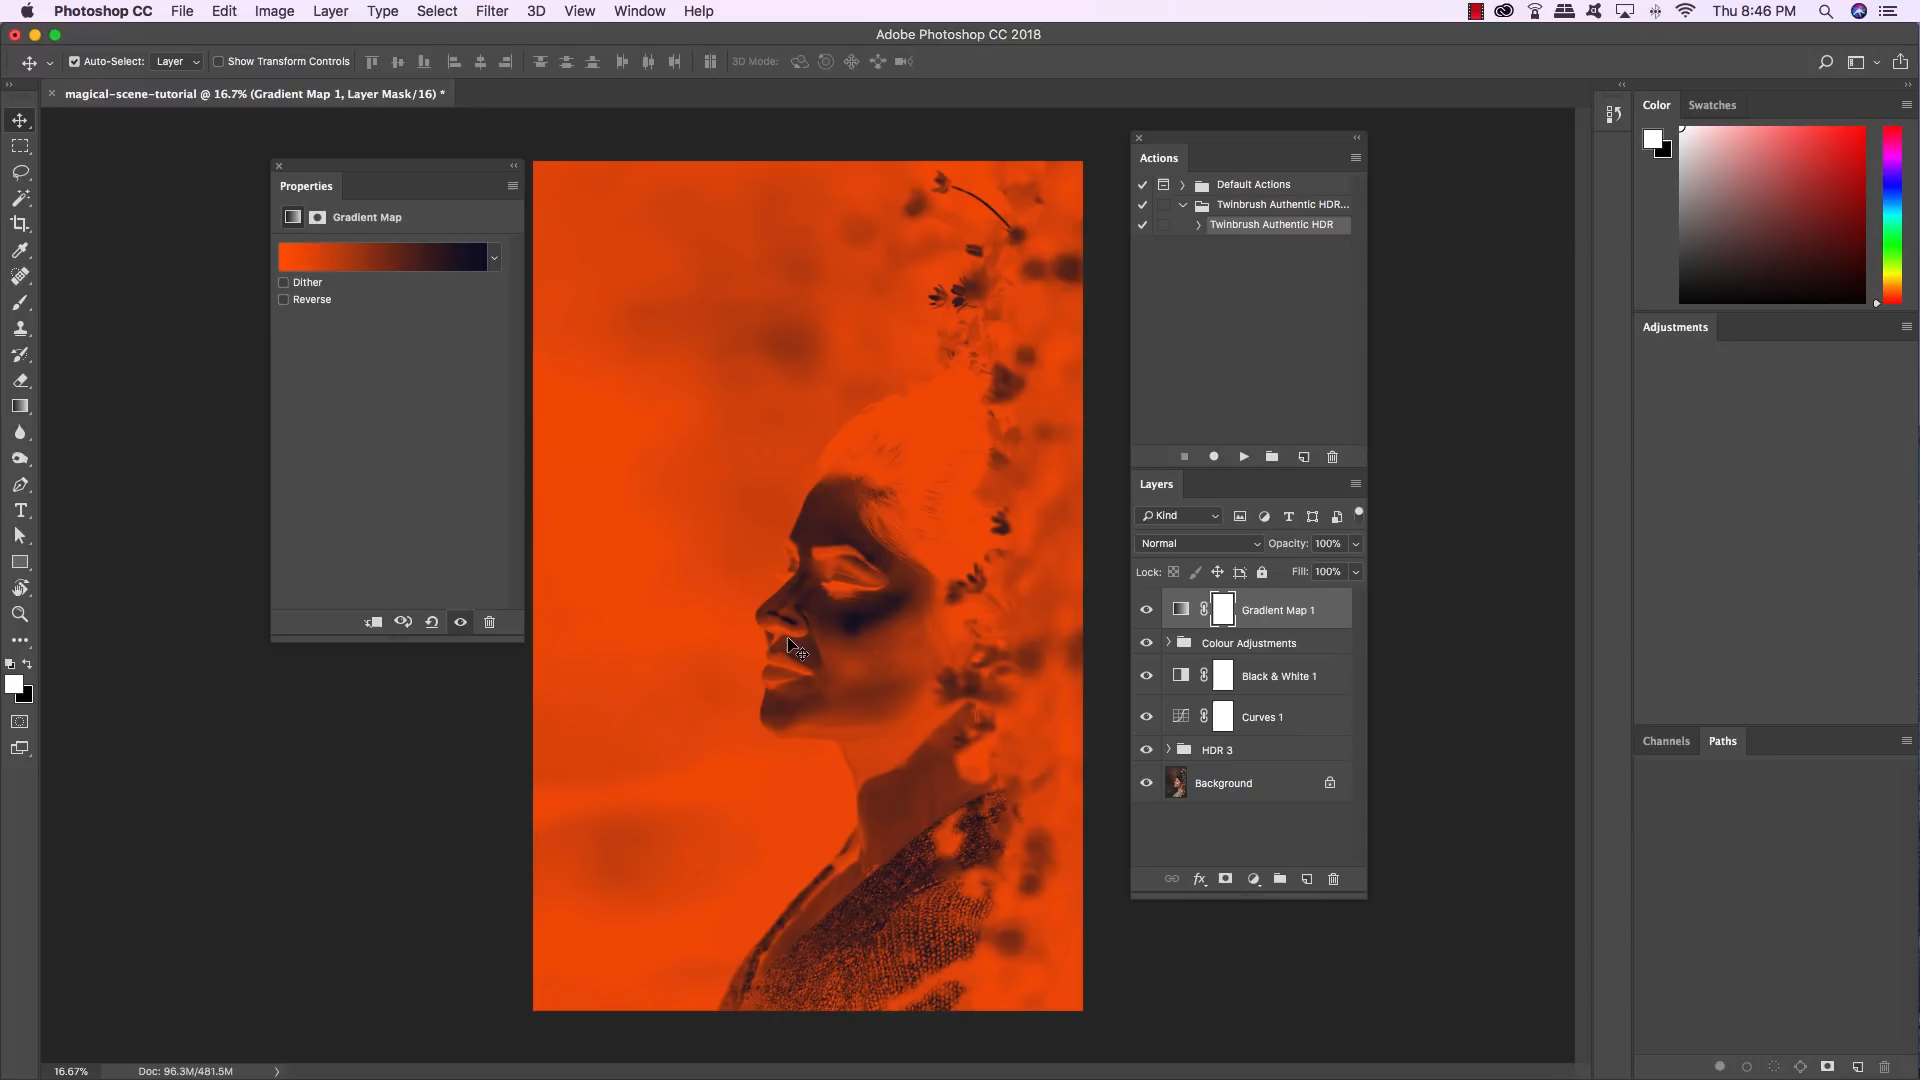 Photoshop CC File Edit Image Layer Type Select Filter 3D View Window Help Thu 8:46 PM
Adobe Photoshop CC 2018
Auto-Select: Layer Show Transform Controls 3D Mode:
magical-scene-tutorial @ 16.7% (Gradient Map 1, Layer Mask/16) *
Properties
Gradient Map
Dither
Reverse
Actions
Default Actions
Twinbrush Authentic HDR...
Twinbrush Authentic HDR
Layers
Kind
Normal Opacity: 100%
Lock: Fill: 100%
Gradient Map 1
Colour Adjustments
Black & White 1
Curves 1
HDR 3
Background
Color Swatches
Adjustments
Channels Paths
16.67% Doc: 96.3M/481.5M